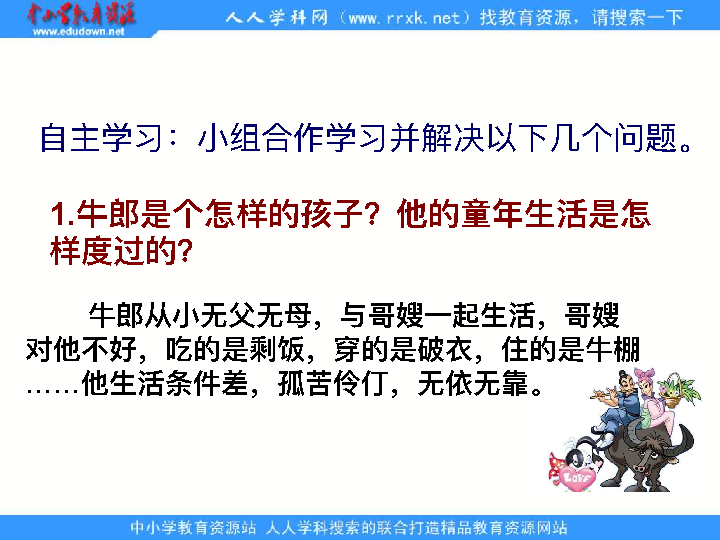 中小学教育资源
www.edudown.net
人人学科网（www.rrxk.net）找教育资源，请搜索一下
自主学习：小组合作学习并解决以下几个问题。
1.牛郎是个怎样的孩子？他的童年生活是怎
样度过的？
牛郎从小无父无母，与哥嫂一起生活，哥嫂
对他不好，吃的是剩饭，穿的是破衣，住的是牛棚
……他生活条件差，孤苦伶仃，无依无靠。
LOVE
中小学教育资源站 人人学科搜索的联合打造精品教育资源网站